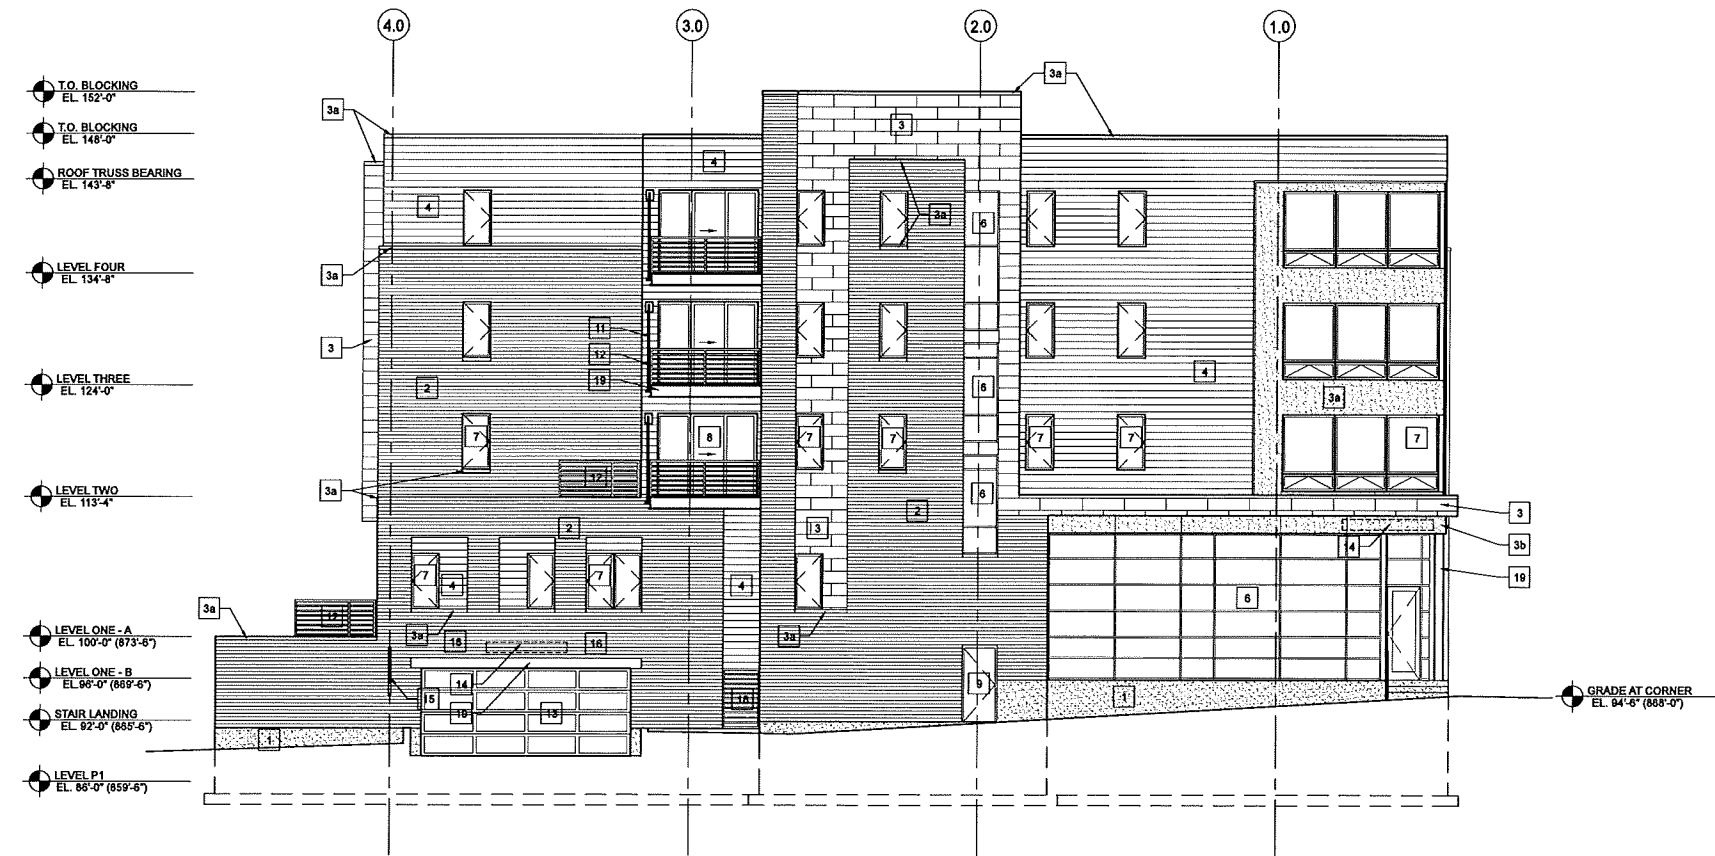 4.0
3.0
2.0
1.0
T.O. BLOCKING
EL. 152'-0"
T.O. BLOCKING
EL. 148'-0"
ROOF TRUSS BEARING
EL. 143'-8"
LEVEL FOUR
EL. 134'-8"
LEVEL THREE
EL. 124'-0"
LEVEL TWO
EL. 113'-4"
LEVEL ONE - A
EL. 100'-0" (873'-6")
LEVEL ONE - B
EL. 96'-0" (869'-6")
STAIR LANDING
EL. 92'-0" (865'-6")
LEVEL P1
EL. 86'-0" (859'-6")
GRADE AT CORNER
EL. 94'-6" (868'-0")
3a
3a
3
4
4
3a
6
3a
11
3
12
2
19
6
4
3a
7
8
7
7
7
7
7
12
3a
6
2
2
3
3
14
3b
7
4
7
4
19
6
3a
3a
16
16
3a
14
15
9
1
13
1